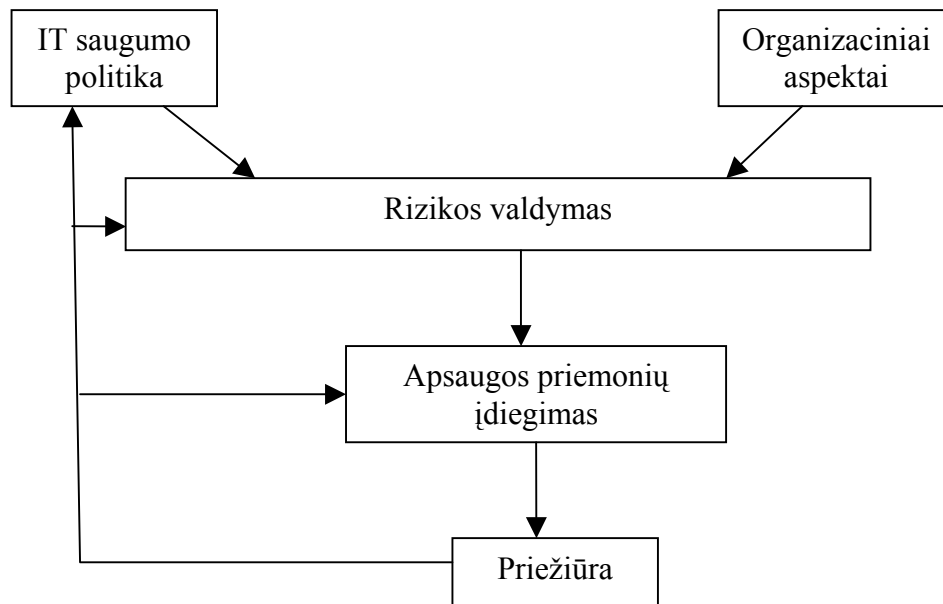 IT saugumo
politika
Organizaciniai
aspektai
Rizikos valdymas
Apsaugos priemonių
įdiegimas
Priežiūra